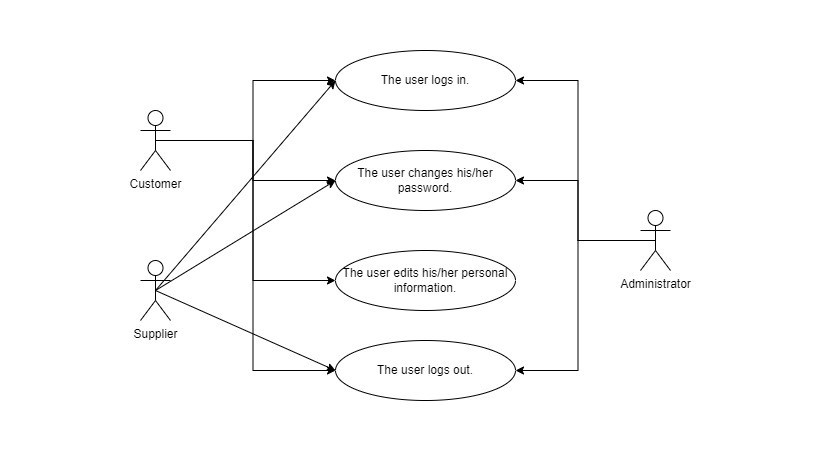 The user logs in.
The user changes his/her
password.
Customer
The user edits his/her personal
information.
Administrator
Supplier
The user logs out.